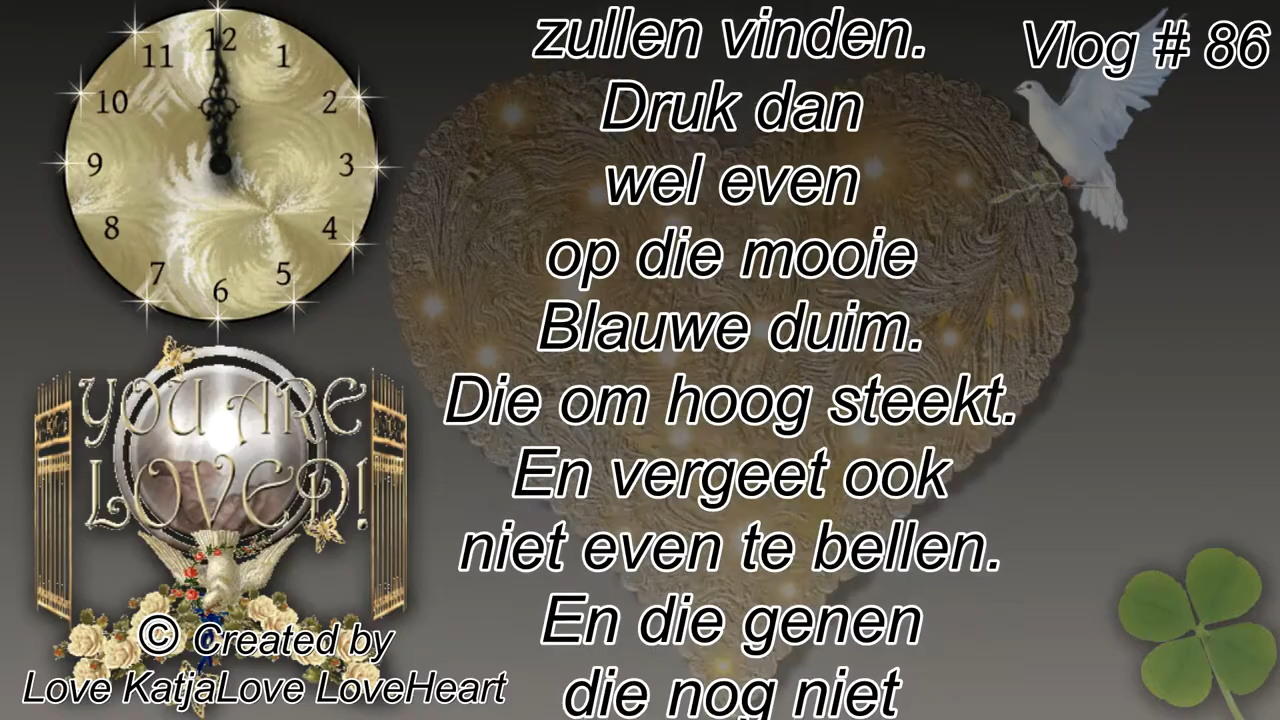 zullen vinden.
Druk dan
wel even
op die mooie
Blauwe duim.
Die om hoog steekt.
En vergeet ook
niet even te bellen.
En die genen
die nog niet
Vlog # 86
11 12 1
10 2
9 3
8 4
7 6 5
YOU ARE
LOVED!
© Created by
Love KatjaLove LoveHeart